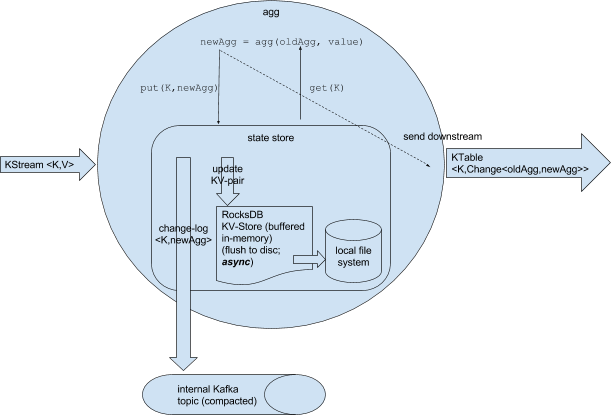 agg
newAgg = agg(oldAgg, value)
put(K,newAgg)
get(K)
state store
send downstream
KStream <K,V>
KTable
<K,Change<oldAgg,newAgg>>
update
KV-pair
change-log
<K,newAgg>
RocksDB
KV-Store (buffered
in-memory)
(flush to disc;
async)
local file
system
internal Kafka
topic (compacted)